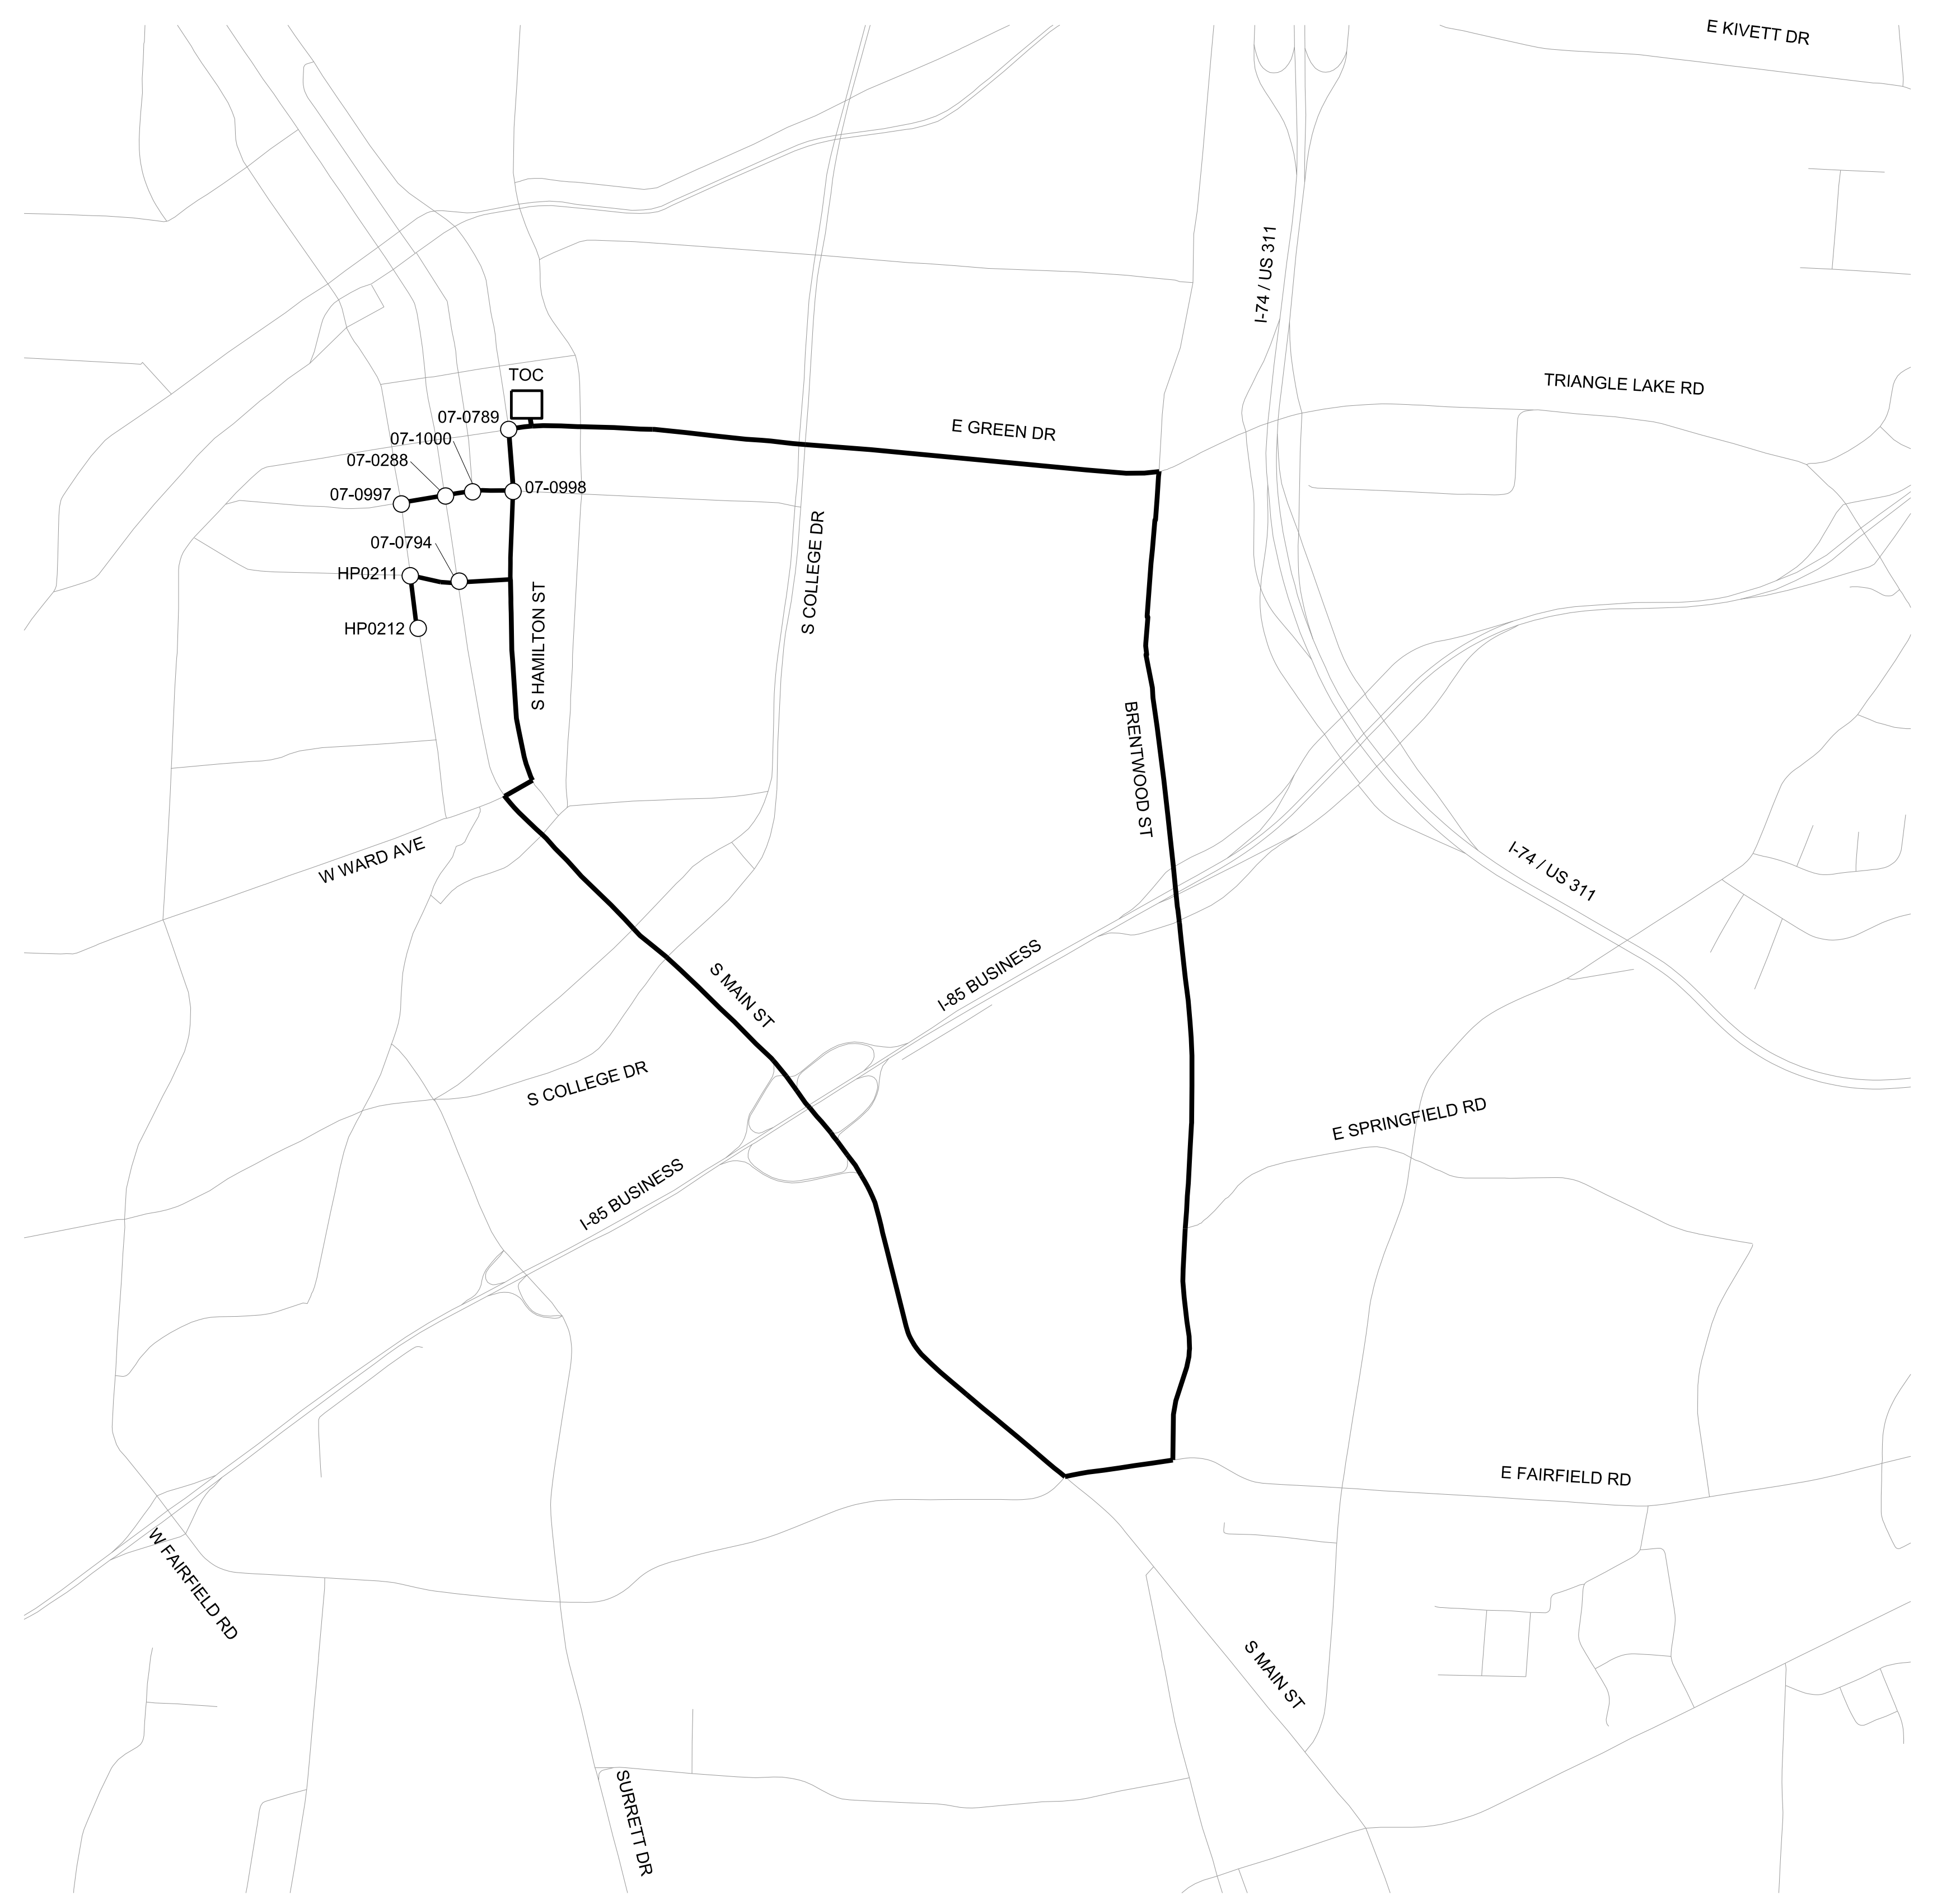 E KIVETT DR
I-74 / US 311
TOC
TRIANGLE LAKE RD
07-0789
E GREEN DR
07-1000
07-0288
07-0997
07-0998
07-0794
S COLLEGE DR
HP0211
HP0212
S HAMILTON ST
BRENTWOOD ST
W WARD AVE
I-74 / US 311
S MAIN ST
I-85 BUSINESS
S COLLEGE DR
E SPRINGFIELD RD
I-85 BUSINESS
E FAIRFIELD RD
W FAIRFIELD RD
S MAIN ST
SURRETT DR